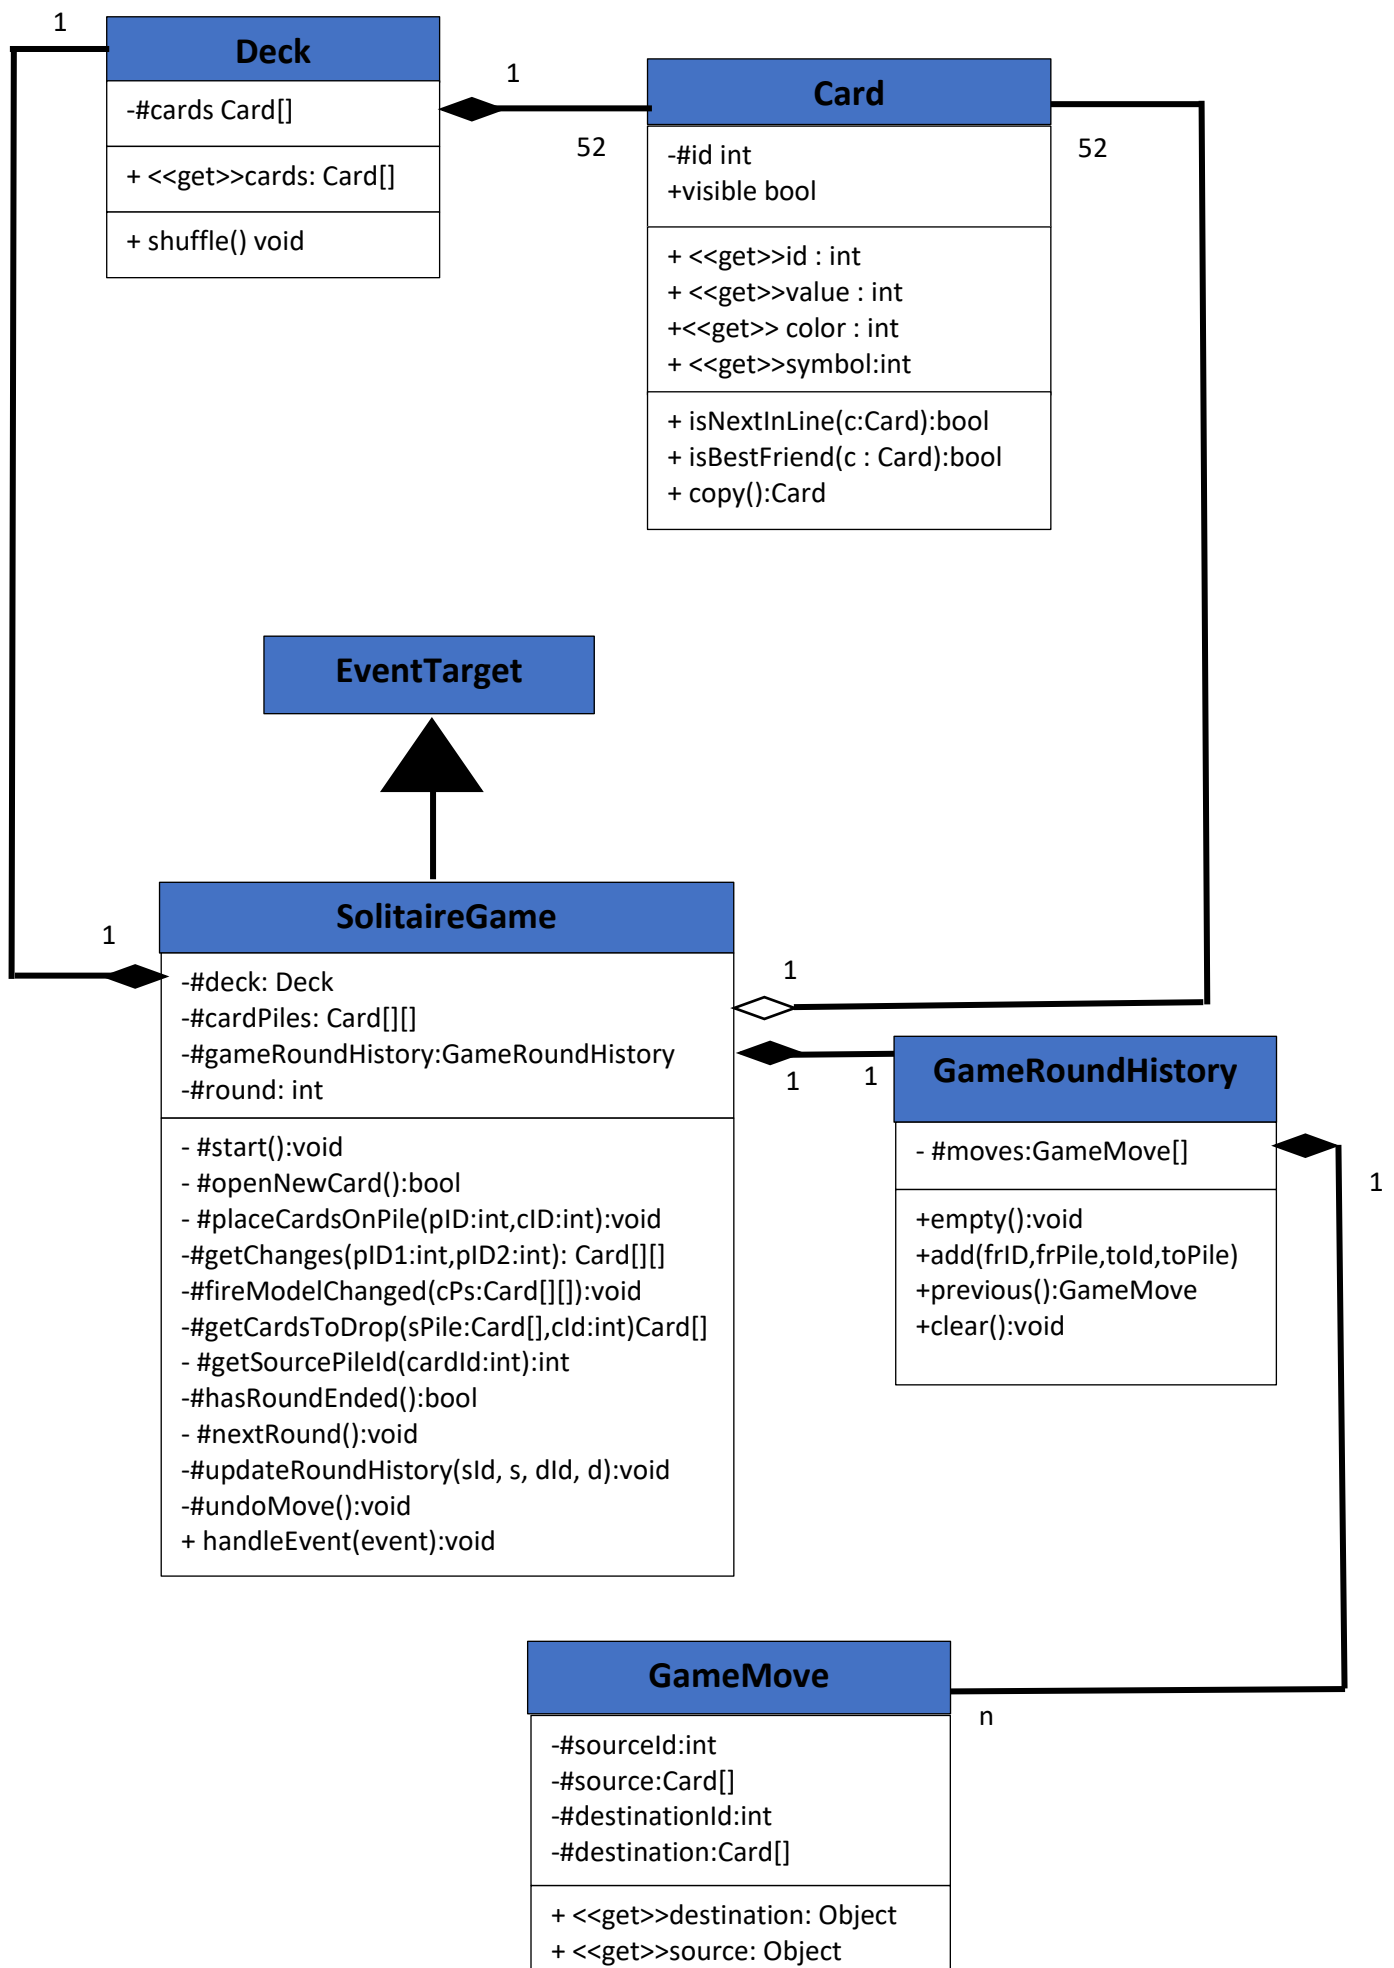 1
Deck
-#cards Card[]
+ <<get>>cards: Card[]
+ shuffle() void
1
52
Card
-#id int
+visible bool
+ <<get>>id : int
+ <<get>>value : int
+<<get>> color : int
+ <<get>>symbol:int
+ isNextInLine(c:Card):bool
+ isBestFriend(c : Card):bool
+ copy():Card
52
EventTarget
1
SolitaireGame
-#deck: Deck
-#cardPiles: Card[][]
-#gameRoundHistory:GameRoundHistory
-#round: int
- #start():void
- #openNewCard():bool
- #placeCardsOnPile(pID:int,cID:int):void
-#getChanges(pID1:int,pID2:int): Card[][]
-#fireModelChanged(cPs:Card[][]):void
-#getCardsToDrop(sPile:Card[],cId:int)Card[]
- #getSourcePileId(cardId:int):int
-#hasRoundEnded():bool
- #nextRound():void
-#updateRoundHistory(sId, s, dId, d):void
-#undoMove():void
+ handleEvent(event):void
1
1
1
GameRoundHistory
- #moves:GameMove[]
+empty():void
+add(frID,frPile,toId,toPile)
+previous():GameMove
+clear():void
1
GameMove
n
-#sourceId:int
-#source:Card[]
-#destinationId:int
-#destination:Card[]
+ <<get>>destination: Object
+ <<get>>source: Object